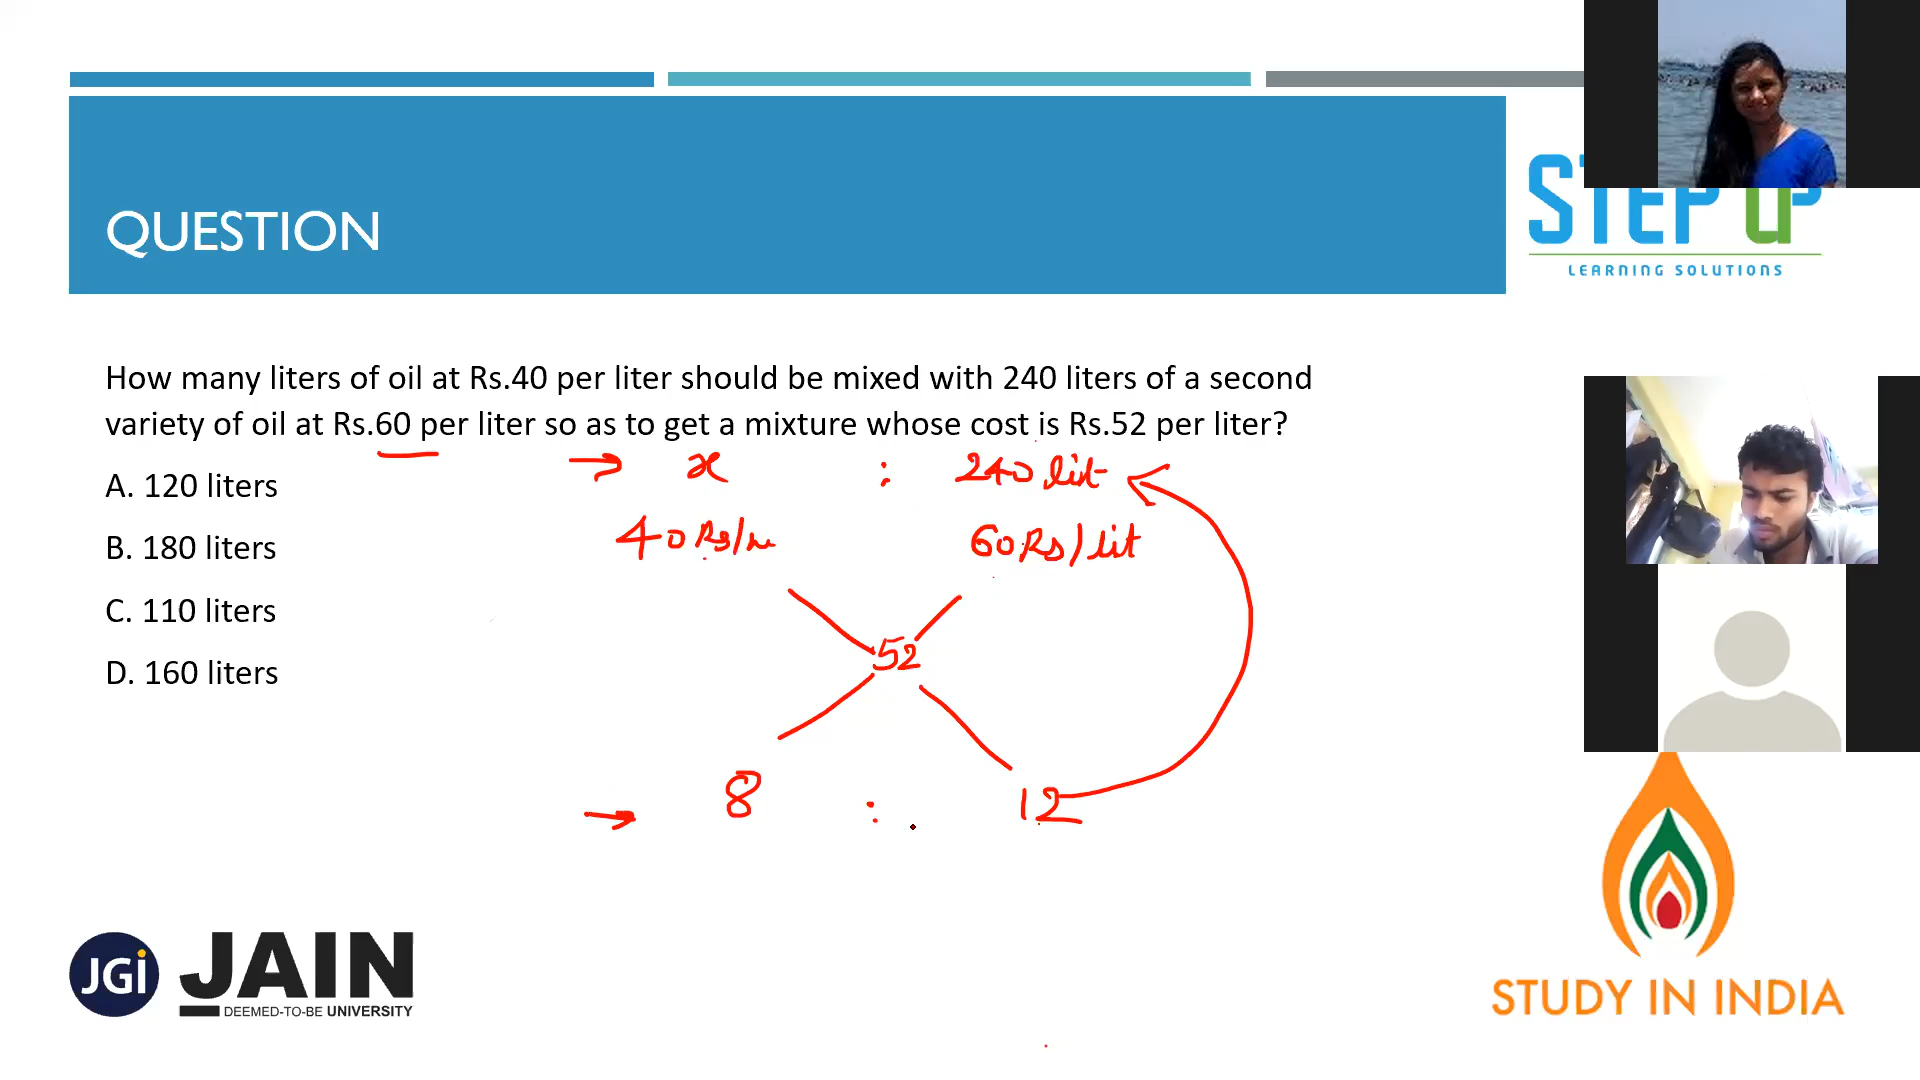 QUESTION
STEP UP
LEARNING SOLUTIONS
How many liters of oil at Rs.40 per liter should be mixed with 240 liters of a second
variety of oil at Rs.60 per liter so as to get a mixture whose cost is Rs.52 per liter?
A. 120 liters
B. 180 liters
C. 110 liters
D. 160 liters
→ x : 240 lit
40 Rs/ 60 Rs/lit
52
→ 8 : 12
JGi JAIN
DEEMED-TO-BE UNIVERSITY
STUDY IN INDIA